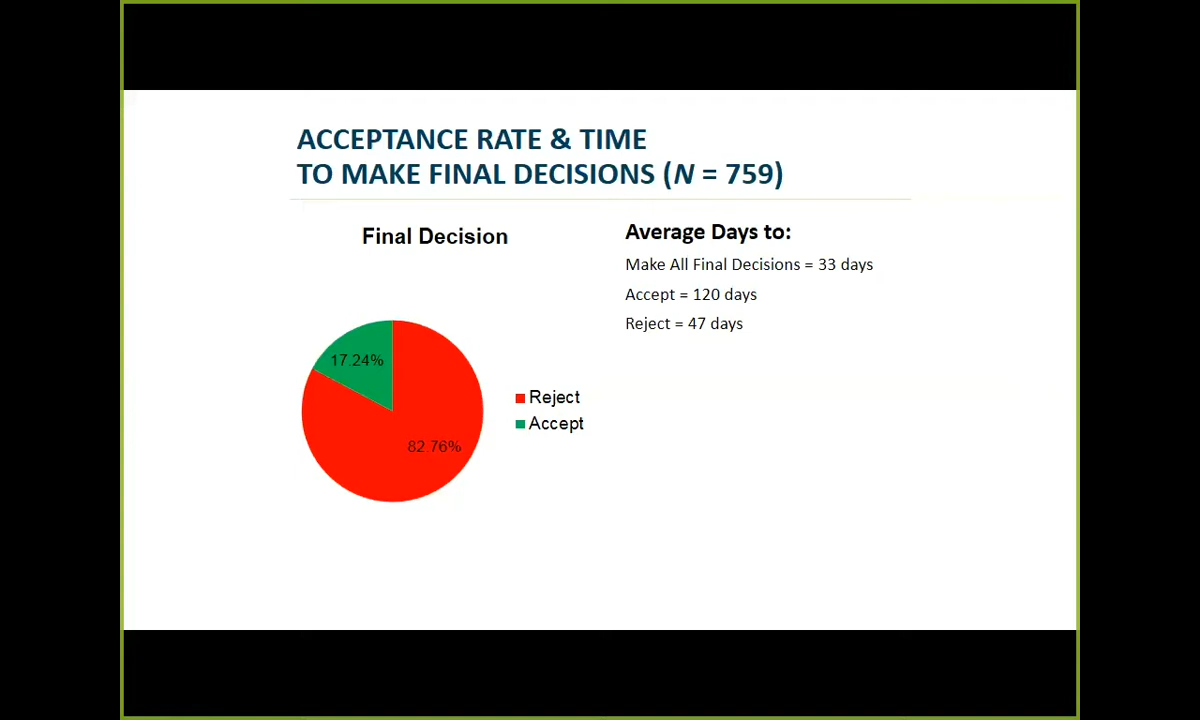 ACCEPTANCE RATE & TIME
TO MAKE FINAL DECISIONS (N = 759)
Final Decision
17.24%
82.76%
Reject
Accept
Average Days to:
Make All Final Decisions = 33 days
Accept = 120 days
Reject = 47 days